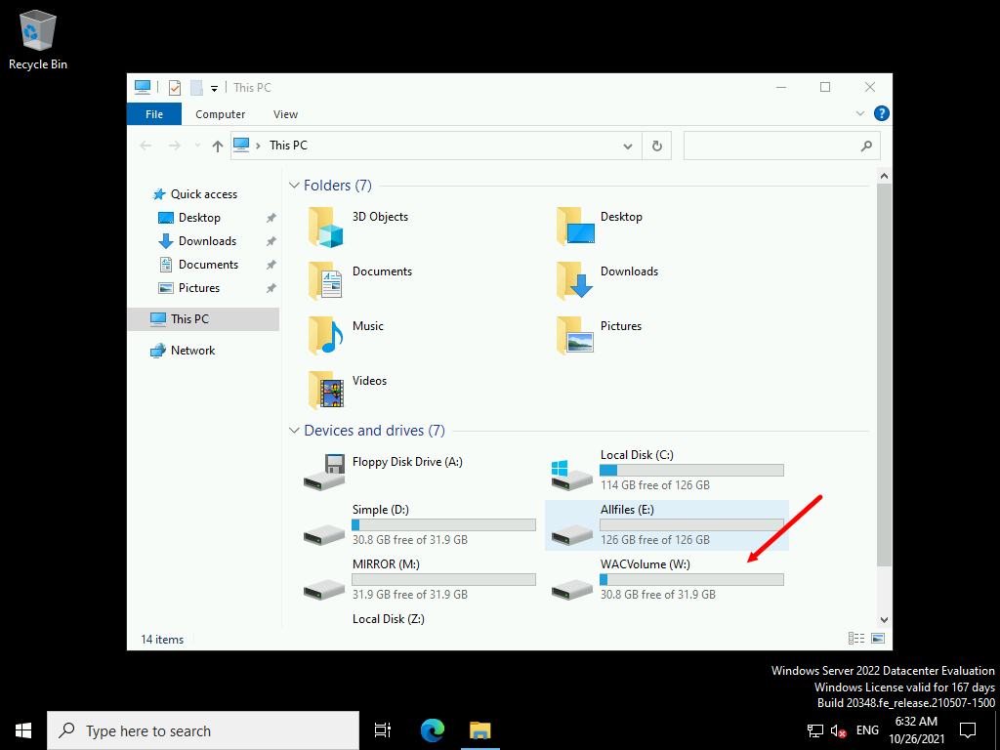 Recycle Bin
This PC
File
Computer
View
?
This PC
Quick access
Desktop
Downloads
Documents
Pictures
This PC
Network
Folders (7)
3D Objects
Desktop
Documents
Downloads
Music
Pictures
Videos
Devices and drives (7)
Floppy Disk Drive (A:)
Local Disk (C:)
114 GB free of 126 GB
Simple (D:)
30.8 GB free of 31.9 GB
Allfiles (E:)
126 GB free of 126 GB
MIRROR (M:)
31.9 GB free of 31.9 GB
WACVolume (W:)
30.8 GB free of 31.9 GB
Local Disk (Z:)
14 items
Windows Server 2022 Datacenter Evaluation
Windows License valid for 167 days
Build 20348.fe_release.210507-1500
Type here to search
ENG
6:32 AM
10/26/2021